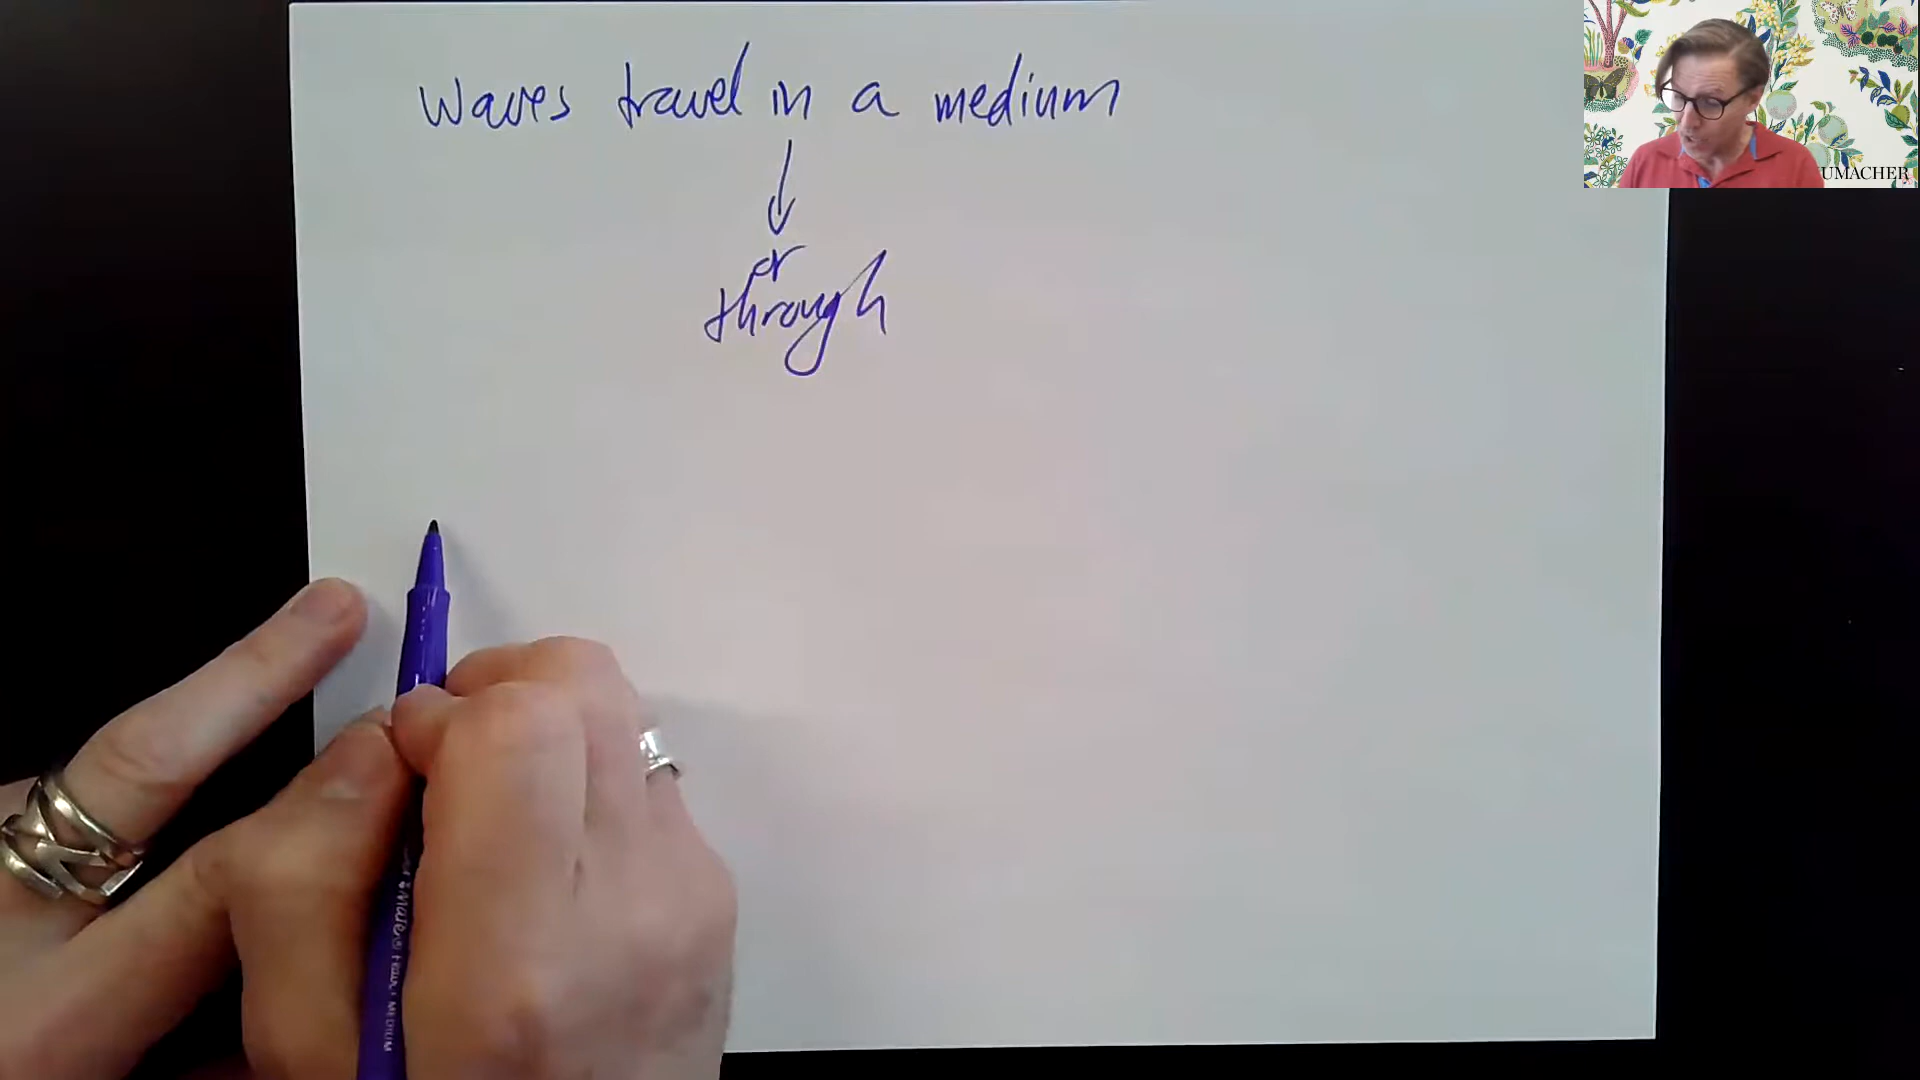 waves travel in a medium
or
through
UMACHER